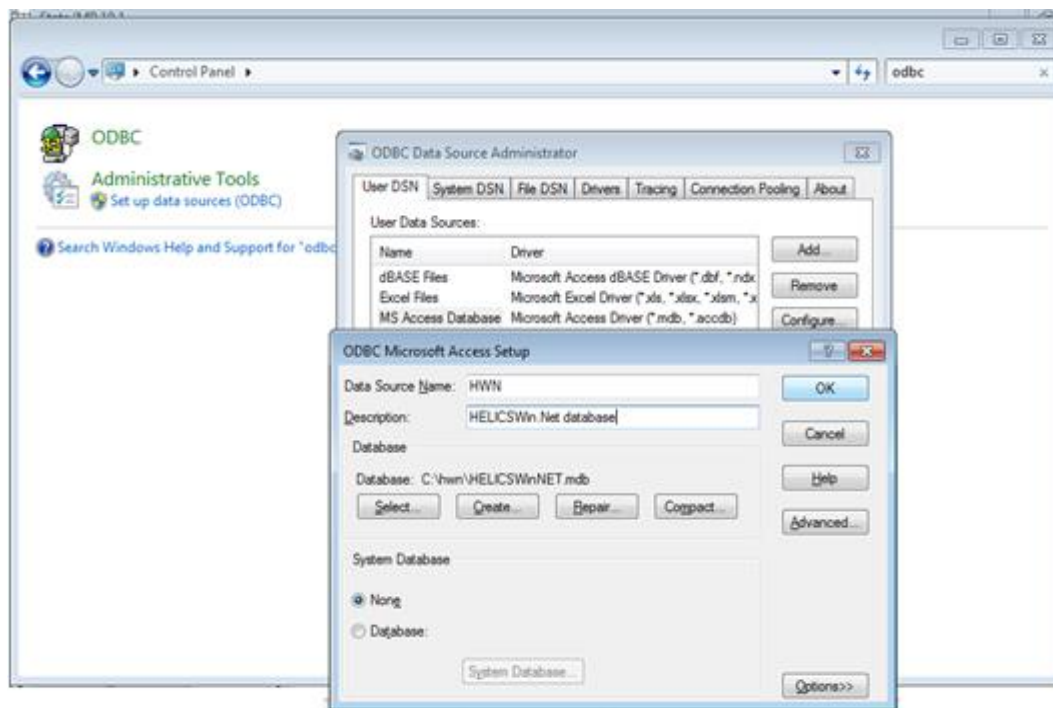 Stata/MP 10.1
Control Panel
odbc
ODBC
Administrative Tools
Set up data sources (ODBC)
Search Windows Help and Support for "odbc
ODBC Data Source Administrator
User DSN System DSN File DSN Drivers Tracing Connection Pooling About
User Data Sources:
Name Driver
dBASE Files Microsoft Access dBASE Driver (*.dbf, *.ndx
Excel Files Microsoft Excel Driver (*.xls, *.xlsx, *.xlsm, *.x
MS Access Database Microsoft Access Driver (*.mdb, *.accdb)
Add...
Remove
Configure...
ODBC Microsoft Access Setup
Data Source Name: HWN
Description: HELICSWin.Net database
OK
Cancel
Help
Advanced...
Options>>
Database
Database: C:\hwn\HELICSWinNET.mdb
Select... Create... Repair... Compact...
System Database
None
Database:
System Database...